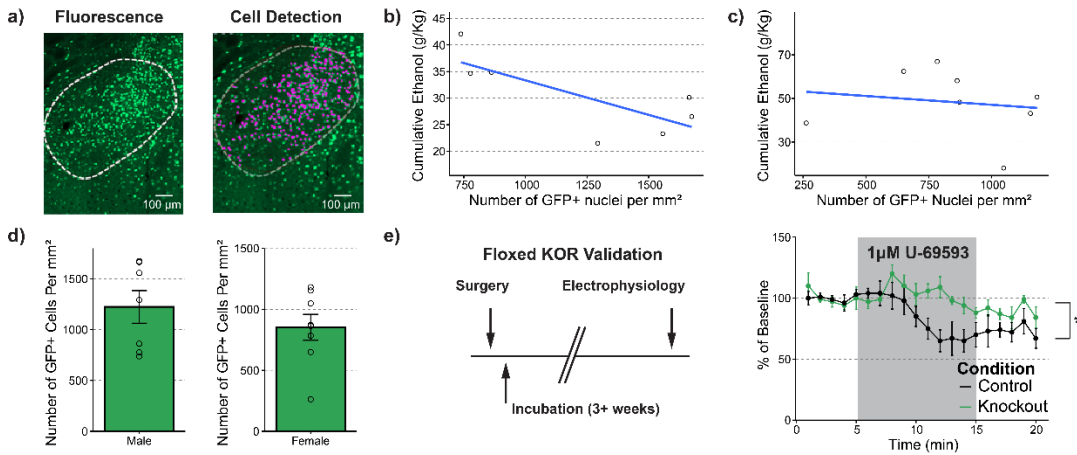 a)
Fluorescence
Cell Detection
100 µm
100 µm
b)
Cumulative Ethanol (g/Kg)
45
40
35
30
25
20
750
1000
1250
1500
Number of GFP+ nuclei per mm²
c)
Cumulative Ethanol (g/Kg)
70
50
30
250
500
750
1000
Number of GFP+ Nuclei per mm²
d)
Number of GFP+ Cells Per mm²
1500
1000
500
0
Male
Number of GFP+ Cells Per mm²
1500
1000
500
0
Female
e)
Floxed KOR Validation
Surgery
Electrophysiology
Incubation (3+ weeks)
% of Baseline
150
100
50
0
1µM U-69593
*
Condition
Control
Knockout
0
5
10
15
20
Time (min)